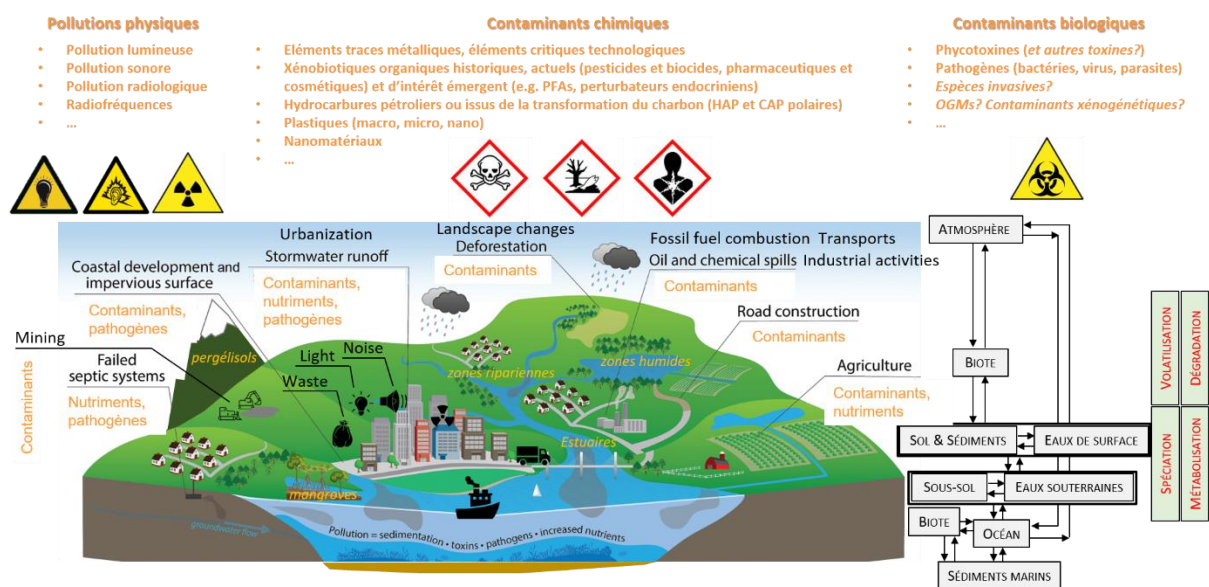 Pollutions physiques
• Pollution lumineuse
• Pollution sonore
• Pollution radiologique
• Radiofréquences
• ...
Contaminants chimiques
• Eléments traces métalliques, éléments critiques technologiques
• Xénobiotiques organiques historiques, actuels (pesticides et biocides, pharmaceutiques et
cosmétiques) et d'intérêt émergent (e.g. PFAs, perturbateurs endocriniens)
• Hydrocarbures pétroliers ou issus de la transformation du charbon (HAP et CAP polaires)
• Plastiques (macro, micro, nano)
• Nanomatériaux
• ...
Contaminants biologiques
• Phycotoxines (et autres toxines?)
• Pathogènes (bactéries, virus, parasites)
• Espèces invasives?
• OGMs? Contaminants xénogénétiques?
• ...
Urbanization
Stormwater runoff
Contaminants,
nutriments,
pathogènes
Landscape changes
Deforestation
Contaminants
Fossil fuel combustion Transports
Oil and chemical spills Industrial activities
Contaminants
Coastal development and
impervious surface
Contaminants,
pathogènes
Road construction
Contaminants
Mining
Contaminants
pergélisols
Failed
septic systems
Nutriments,
pathogènes
Light
Noise
Waste
zones ripariennes
zones humides
Agriculture
Contaminants,
nutriments
Estuaires
mangroves
groundwater flow
Pollution = sedimentation • toxins • pathogens • increased nutrients
ATMOSPHÈRE
BIOTE
SOL & SÉDIMENTS
EAUX DE SURFACE
SOUS-SOL
EAUX SOUTERRAINES
BIOTE
OCÉAN
SÉDIMENTS MARINS
VOLATILISATION
DÉGRADATION
SPÉCIATION
MÉTABOLISATION